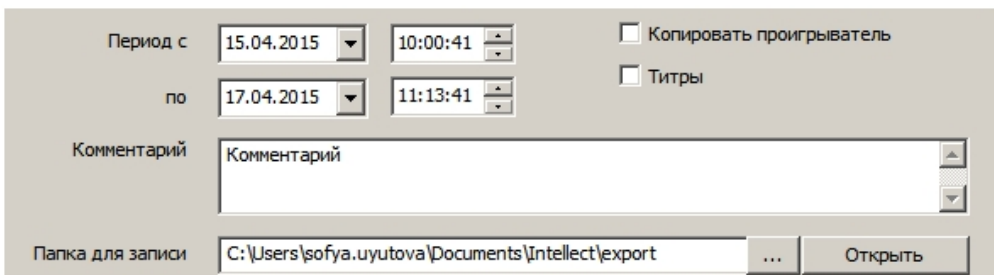 Период с 15.04.2015 10:00:41 Копировать проигрыватель
по 17.04.2015 11:13:41 Титры
Комментарий Комментарий
Папка для записи C:\Users\sofya.uyutova\Documents\Intellect\export ... Открыть